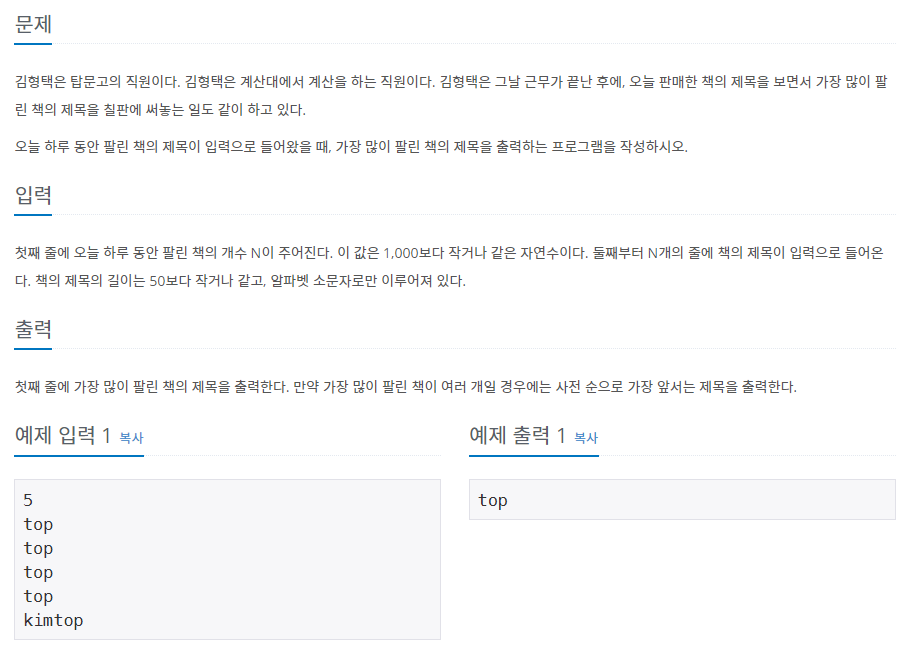 문제
김형택은 탑문고의 직원이다. 김형택은 계산대에서 계산을 하는 직원이다. 김형택은 그날 근무가 끝난 후에, 오늘 판매한 책의 제목을 보면서 가장 많이 팔
린 책의 제목을 칠판에 써놓는 일도 같이 하고 있다.
오늘 하루 동안 팔린 책의 제목이 입력으로 들어왔을 때, 가장 많이 팔린 책의 제목을 출력하는 프로그램을 작성하시오.
입력
첫째 줄에 오늘 하루 동안 팔린 책의 개수 N이 주어진다. 이 값은 1,000보다 작거나 같은 자연수이다. 둘째부터 N개의 줄에 책의 제목이 입력으로 들어온
다. 책의 제목의 길이는 50보다 작거나 같고, 알파벳 소문자로만 이루어져 있다.
출력
첫째 줄에 가장 많이 팔린 책의 제목을 출력한다. 만약 가장 많이 팔린 책이 여러 개일 경우에는 사전 순으로 가장 앞서는 제목을 출력한다.
예제 입력 1 복사
5
top
top
top
top
kimtop
예제 출력 1 복사
top